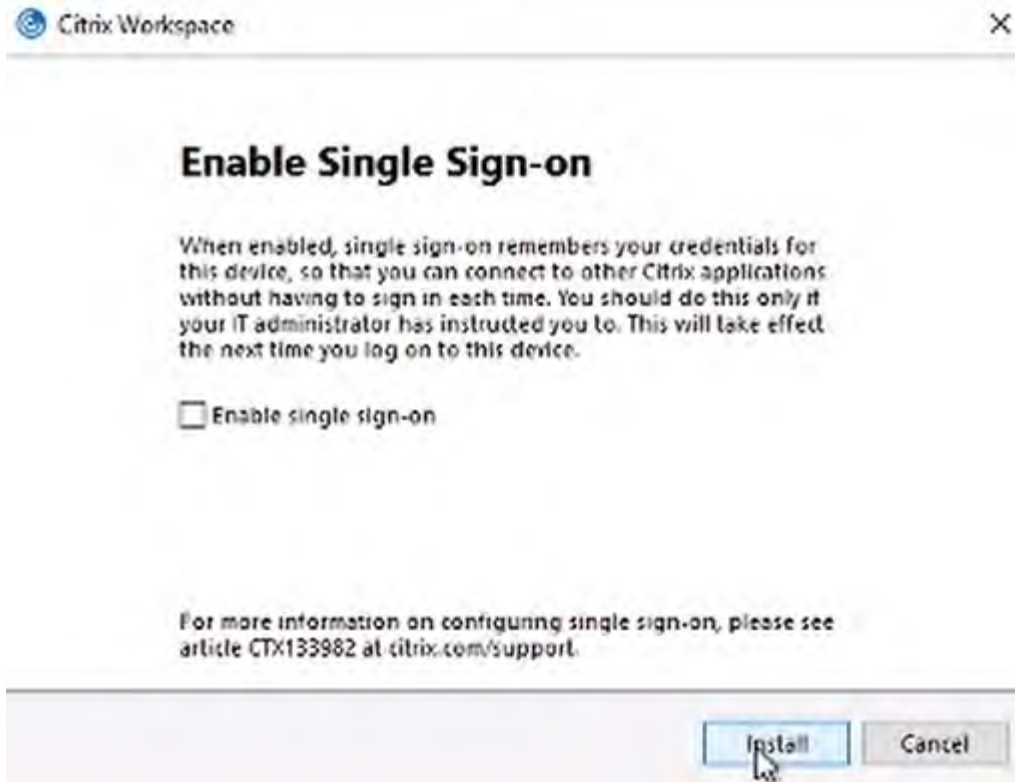 Citrix Workspace
Enable Single Sign-on
When enabled, single sign-on remembers your credentials for
this device, so that you can connect to other Citrix applications
without having to sign in each time. You should do this only if
your IT administrator has instructed you to. This will take effect
the next time you log on to this device.
Enable single sign-on
For more information on configuring single sign-on, please see
article CTX133982 at citrix.com/support.
Install
Cancel